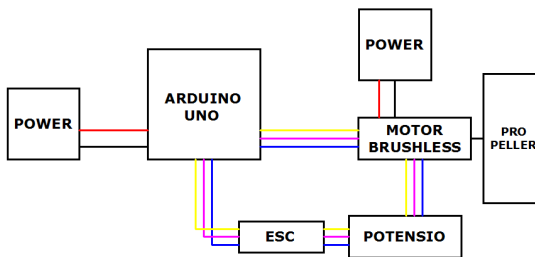 POWER
ARDUINO
UNO
POWER
MOTOR
BRUSHLESS
PRO
PELLER
ESC
POTENSIO